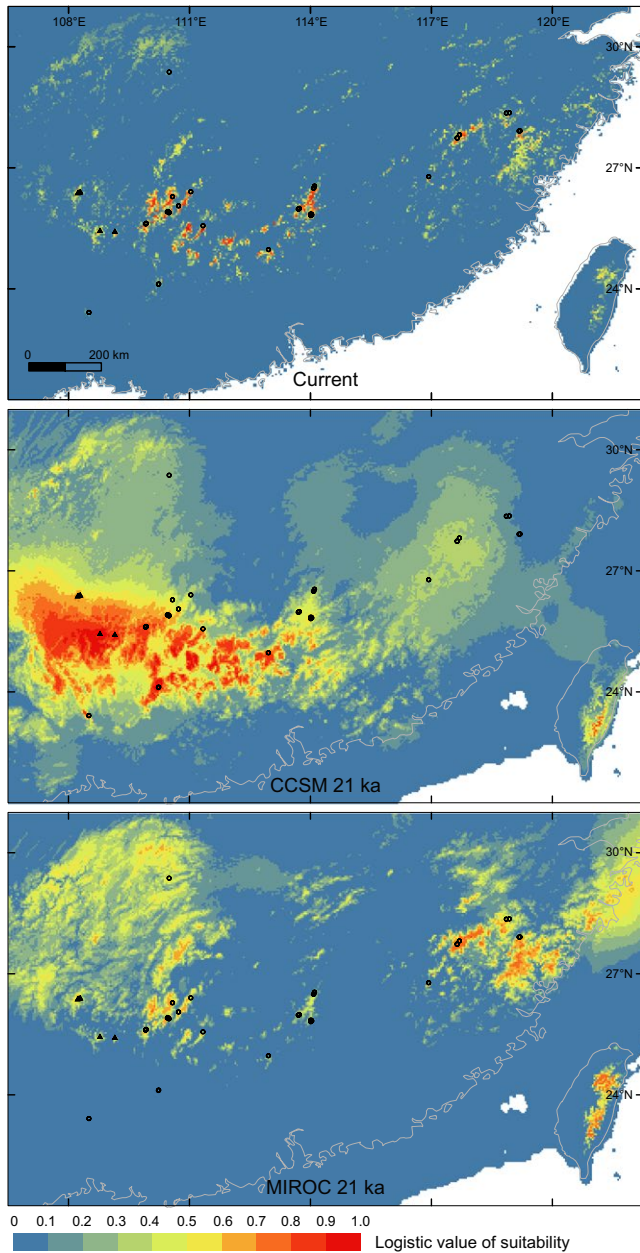 108°E 111°E 114°E 117°E 120°E
30°N
27°N
24°N
0 200 km
Current
30°N
27°N
24°N
CCSM 21 ka
30°N
27°N
24°N
MIROC 21 ka
0 0.1 0.2 0.3 0.4 0.5 0.6 0.7 0.8 0.9 1.0
Logistic value of suitability